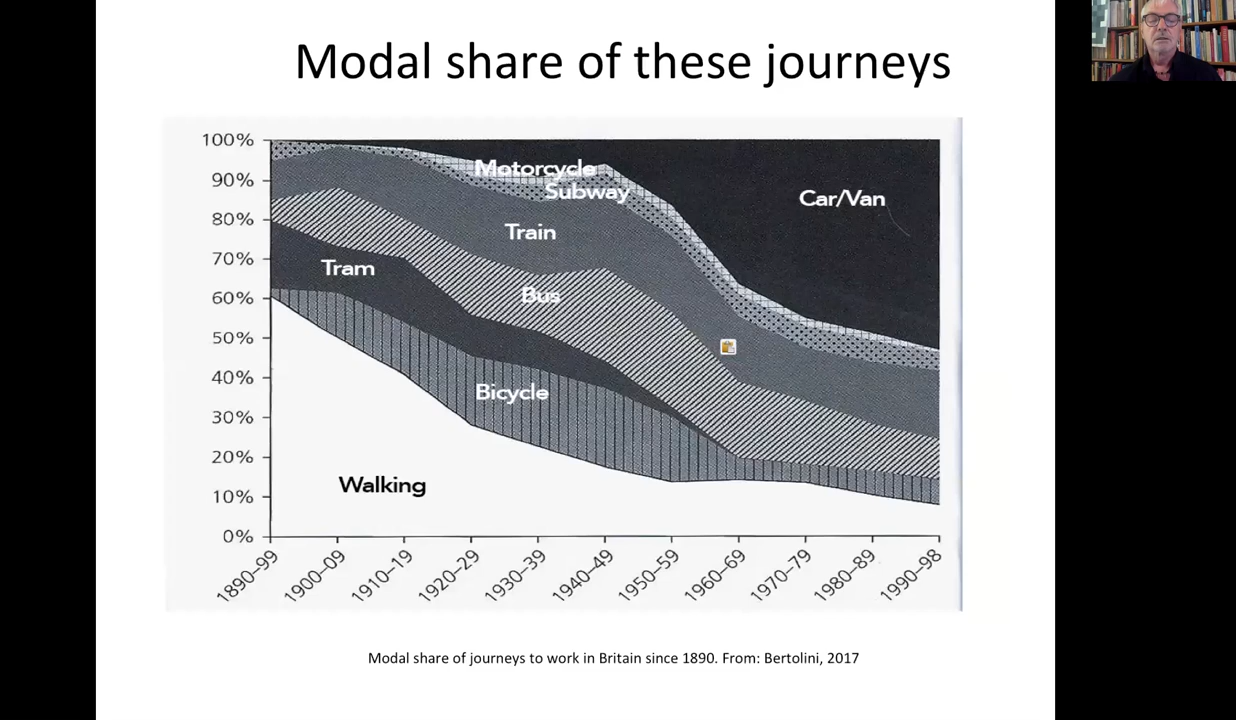 Modal share of these journeys
100%
90%
80%
70%
60%
50%
40%
30%
20%
10%
0%
Motorcycle
Subway
Car/Van
Train
Tram
Bus
Bicycle
Walking
1890–99
1900–09
1910–19
1920–29
1930–39
1940–49
1950–59
1960–69
1970–79
1980–89
1990–98
Modal share of journeys to work in Britain since 1890. From: Bertolini, 2017